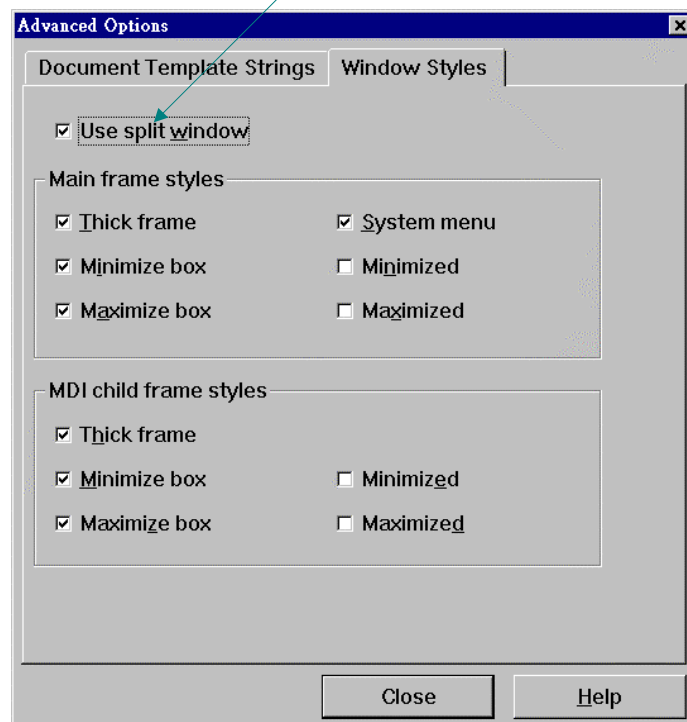 Advanced Options
Document Template Strings
Window Styles
Use split window
Main frame styles
Thick frame
System menu
Minimize box
Minimized
Maximize box
Maximized
MDI child frame styles
Thick frame
Minimize box
Minimized
Maximize box
Maximized
Close
Help